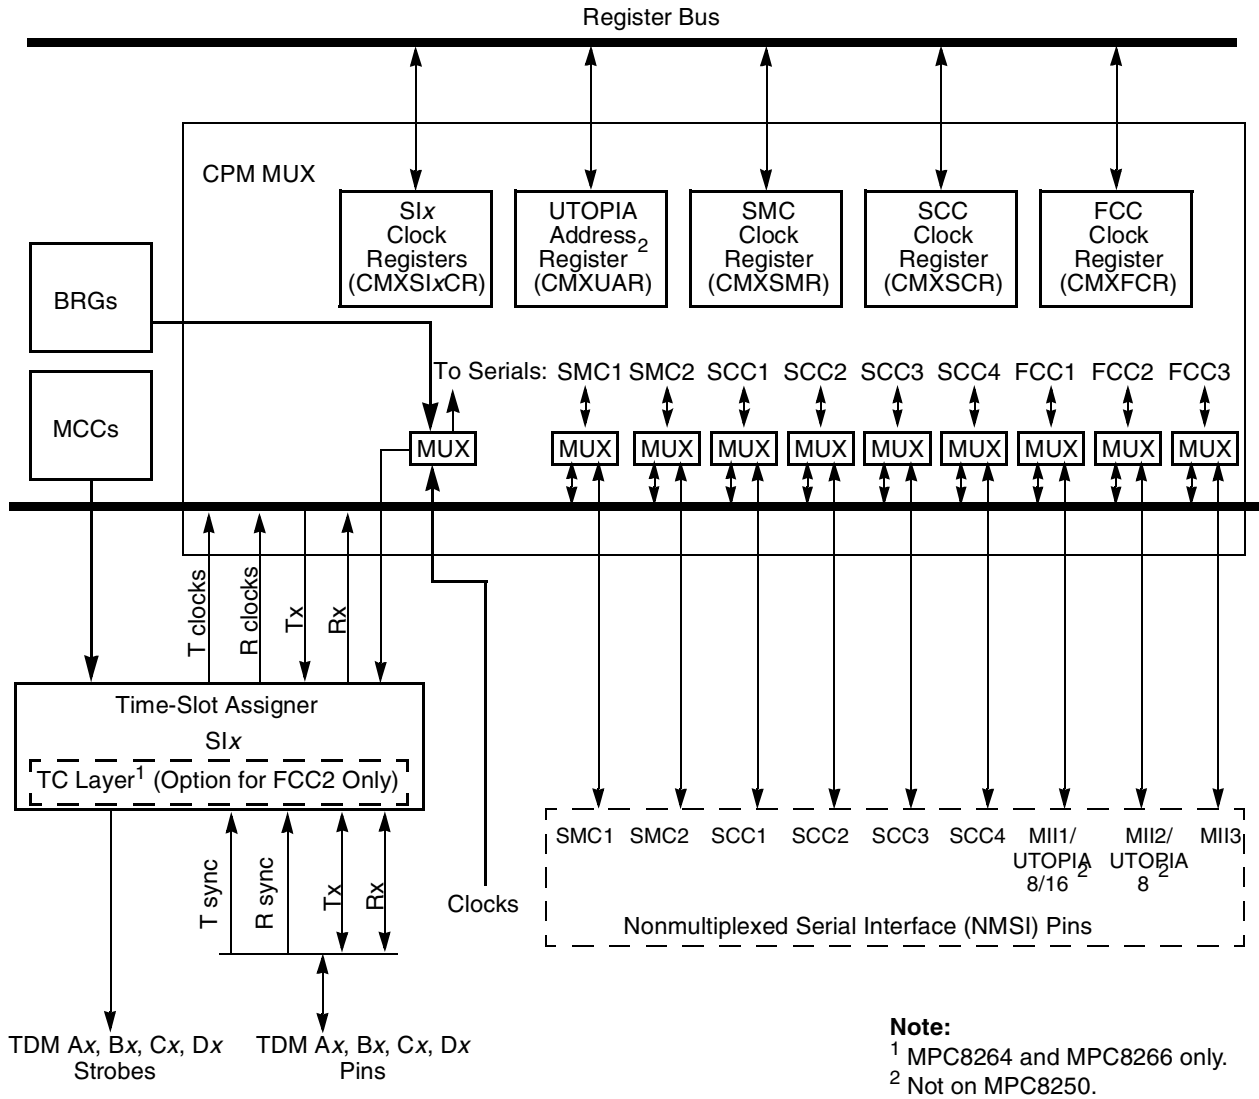 Register Bus
CPM MUX
SIx
Clock
Registers
(CMXSIxCR)
UTOPIA
Address
Register 2
(CMXUAR)
SMC
Clock
Register
(CMXSMR)
SCC
Clock
Register
(CMXSCR)
FCC
Clock
Register
(CMXFCR)
BRGs
MCCs
To Serials: SMC1 SMC2 SCC1 SCC2 SCC3 SCC4 FCC1 FCC2 FCC3
MUX MUX MUX MUX MUX MUX MUX MUX MUX MUX
T clocks
R clocks
Tx
Rx
Time-Slot Assigner
SIx
TC Layer1 (Option for FCC2 Only)
T sync
R sync
Tx
Rx
Clocks
SMC1 SMC2 SCC1 SCC2 SCC3 SCC4
MII1/
UTOPIA
8/16 2
MII2/
UTOPIA
8 2
MII3
Nonmultiplexed Serial Interface (NMSI) Pins
TDM Ax, Bx, Cx, Dx
Strobes
TDM Ax, Bx, Cx, Dx
Pins
Note:
1 MPC8264 and MPC8266 only.
2 Not on MPC8250.